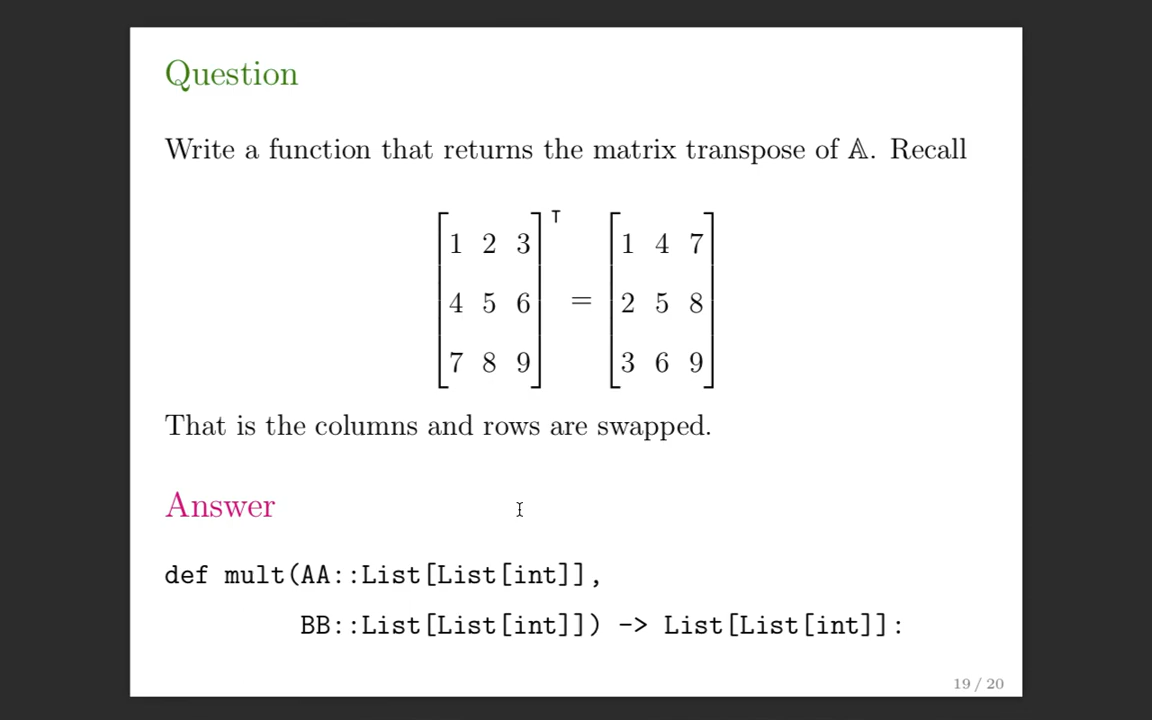 Question
Write a function that returns the matrix transpose of 𝔸. Recall
1 2 3 ⊤ 1 4 7
4 5 6 = 2 5 8
7 8 9 3 6 9
That is the columns and rows are swapped.
Answer
def mult(AA::List[List[int]],
BB::List[List[int]]) -> List[List[int]]:
19 / 20